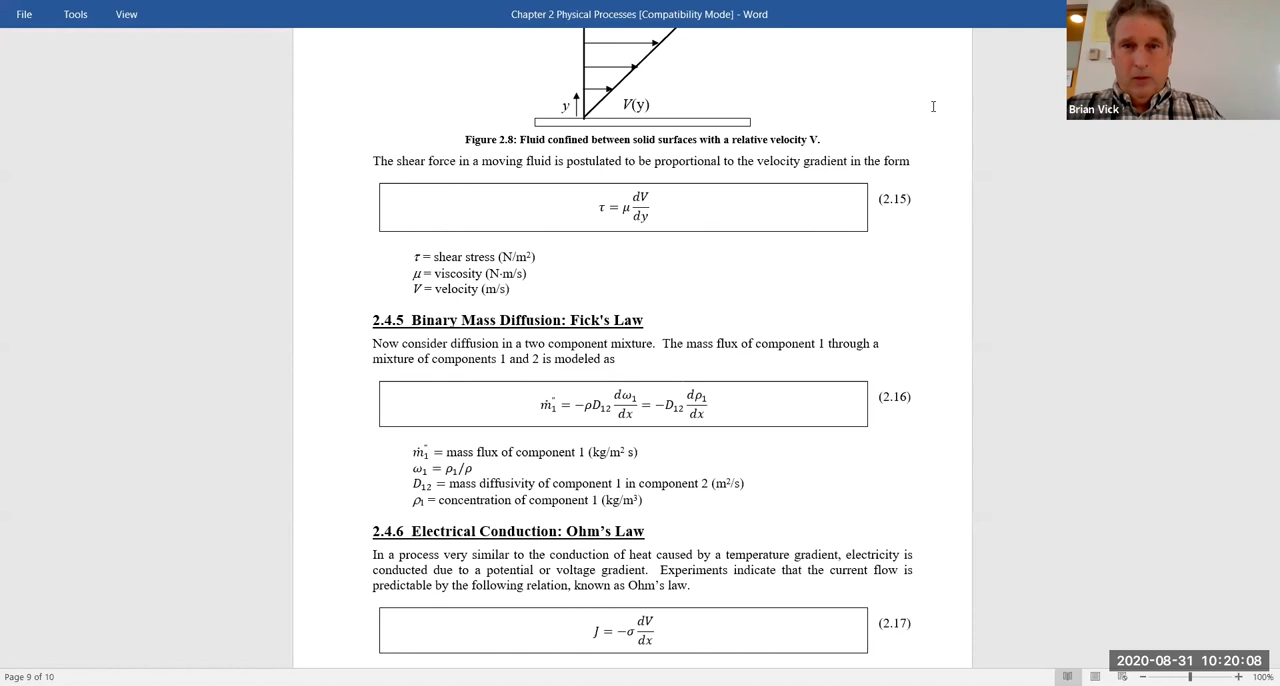 File Tools View Chapter 2 Physical Processes [Compatibility Mode] - Word
Brian Vick
y V(y)
Figure 2.8: Fluid confined between solid surfaces with a relative velocity V.
The shear force in a moving fluid is postulated to be proportional to the velocity gradient in the form
τ = μ dV/dy (2.15)
τ = shear stress (N/m²)
μ = viscosity (N·m/s)
V = velocity (m/s)
2.4.5 Binary Mass Diffusion: Fick's Law
Now consider diffusion in a two component mixture. The mass flux of component 1 through a
mixture of components 1 and 2 is modeled as
ṁ₁" = −ρD₁₂ dω₁/dx = −D₁₂ dρ₁/dx (2.16)
ṁ₁" = mass flux of component 1 (kg/m² s)
ω₁ = ρ₁/ρ
D₁₂ = mass diffusivity of component 1 in component 2 (m²/s)
ρ₁ = concentration of component 1 (kg/m³)
2.4.6 Electrical Conduction: Ohm’s Law
In a process very similar to the conduction of heat caused by a temperature gradient, electricity is
conducted due to a potential or voltage gradient. Experiments indicate that the current flow is
predictable by the following relation, known as Ohm’s law.
J = −σ dV/dx (2.17)
2020-08-31 10:20:08
Page 9 of 10 100%